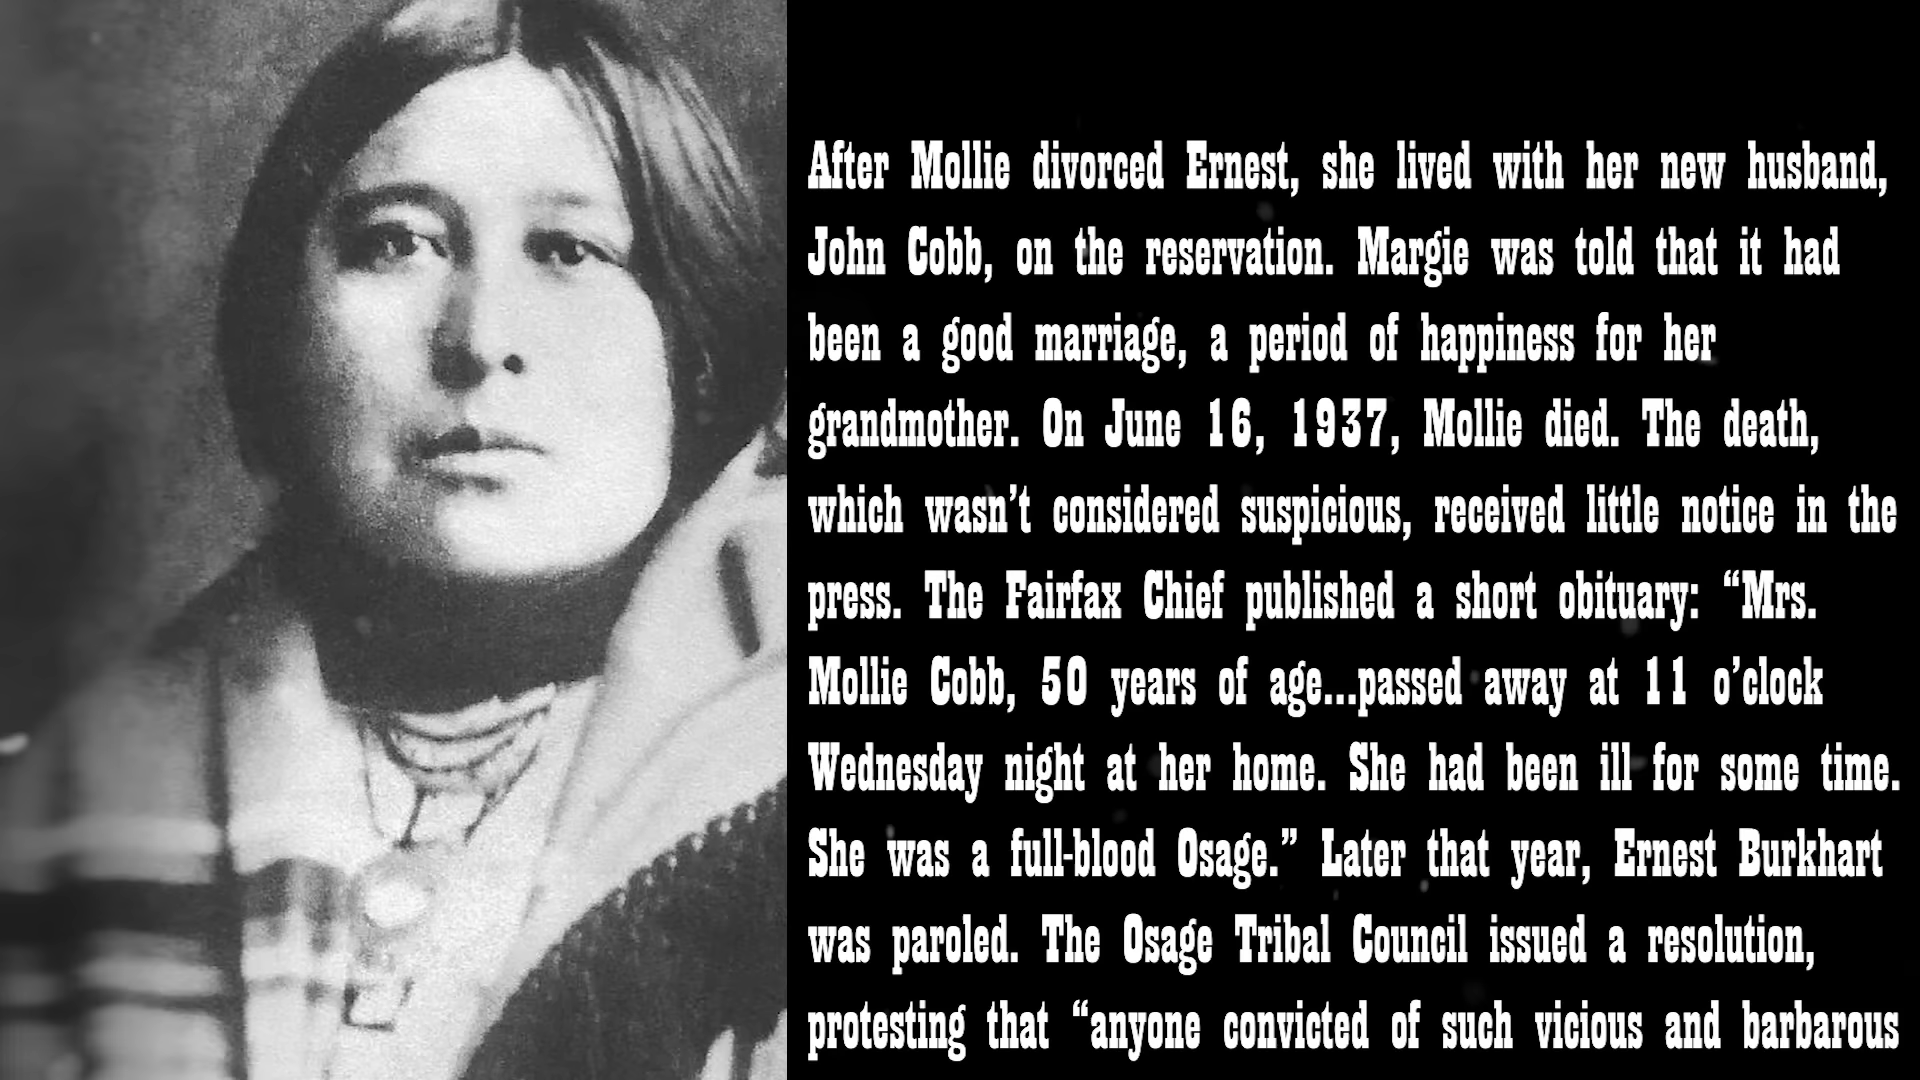 After Mollie divorced Ernest, she lived with her new husband,
John Cobb, on the reservation. Margie was told that it had
been a good marriage, a period of happiness for her
grandmother. On June 16, 1937, Mollie died. The death,
which wasn’t considered suspicious, received little notice in the
press. The Fairfax Chief published a short obituary: “Mrs.
Mollie Cobb, 50 years of age...passed away at 11 o’clock
Wednesday night at her home. She had been ill for some time.
She was a full-blood Osage.” Later that year, Ernest Burkhart
was paroled. The Osage Tribal Council issued a resolution,
protesting that “anyone convicted of such vicious and barbarous